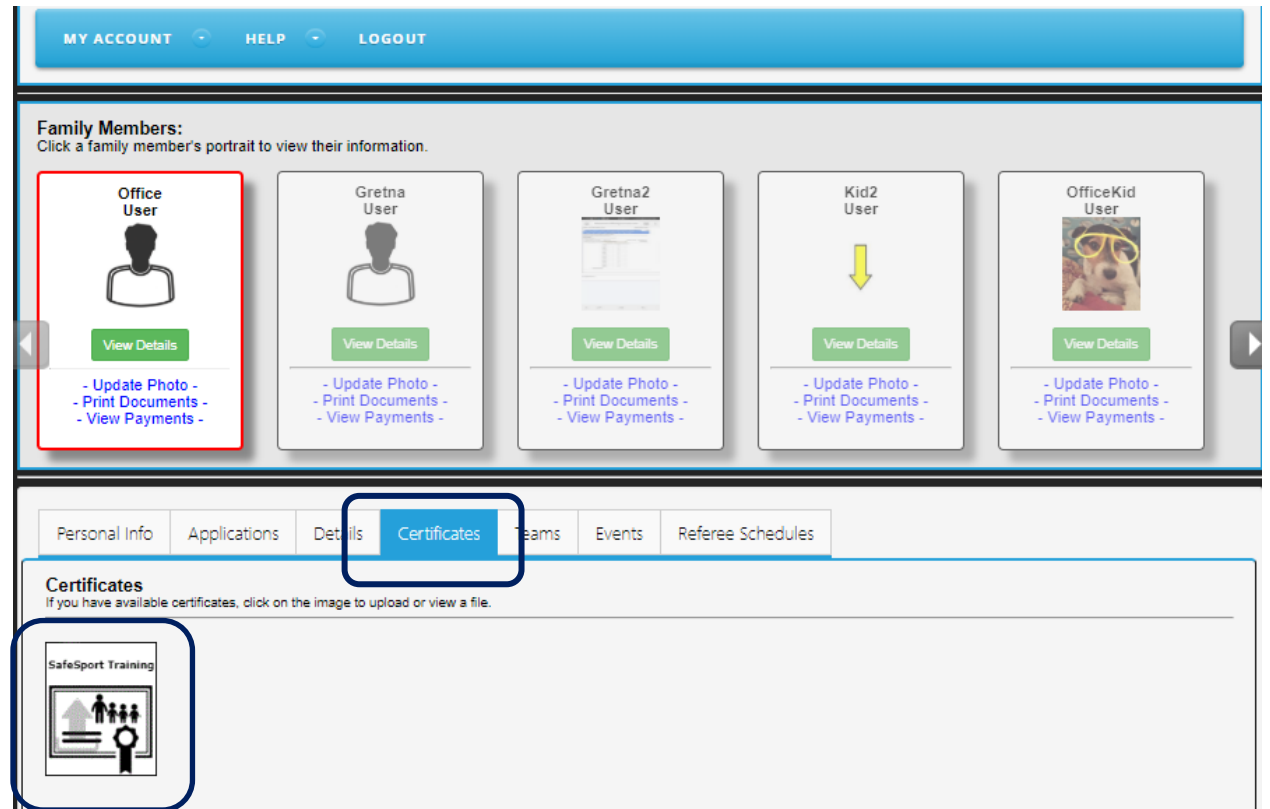 MY ACCOUNT HELP LOGOUT
Family Members:
Click a family member's portrait to view their information.
Office
User
View Details
- Update Photo -
- Print Documents -
- View Payments -
Gretna
User
View Details
- Update Photo -
- Print Documents -
- View Payments -
Gretna2
User
View Details
- Update Photo -
- Print Documents -
- View Payments -
Kid2
User
View Details
- Update Photo -
- Print Documents -
- View Payments -
OfficeKid
User
View Details
- Update Photo -
- Print Documents -
- View Payments -
Personal Info Applications Details Certificates Teams Events Referee Schedules
Certificates
If you have available certificates, click on the image to upload or view a file.
SafeSport Training